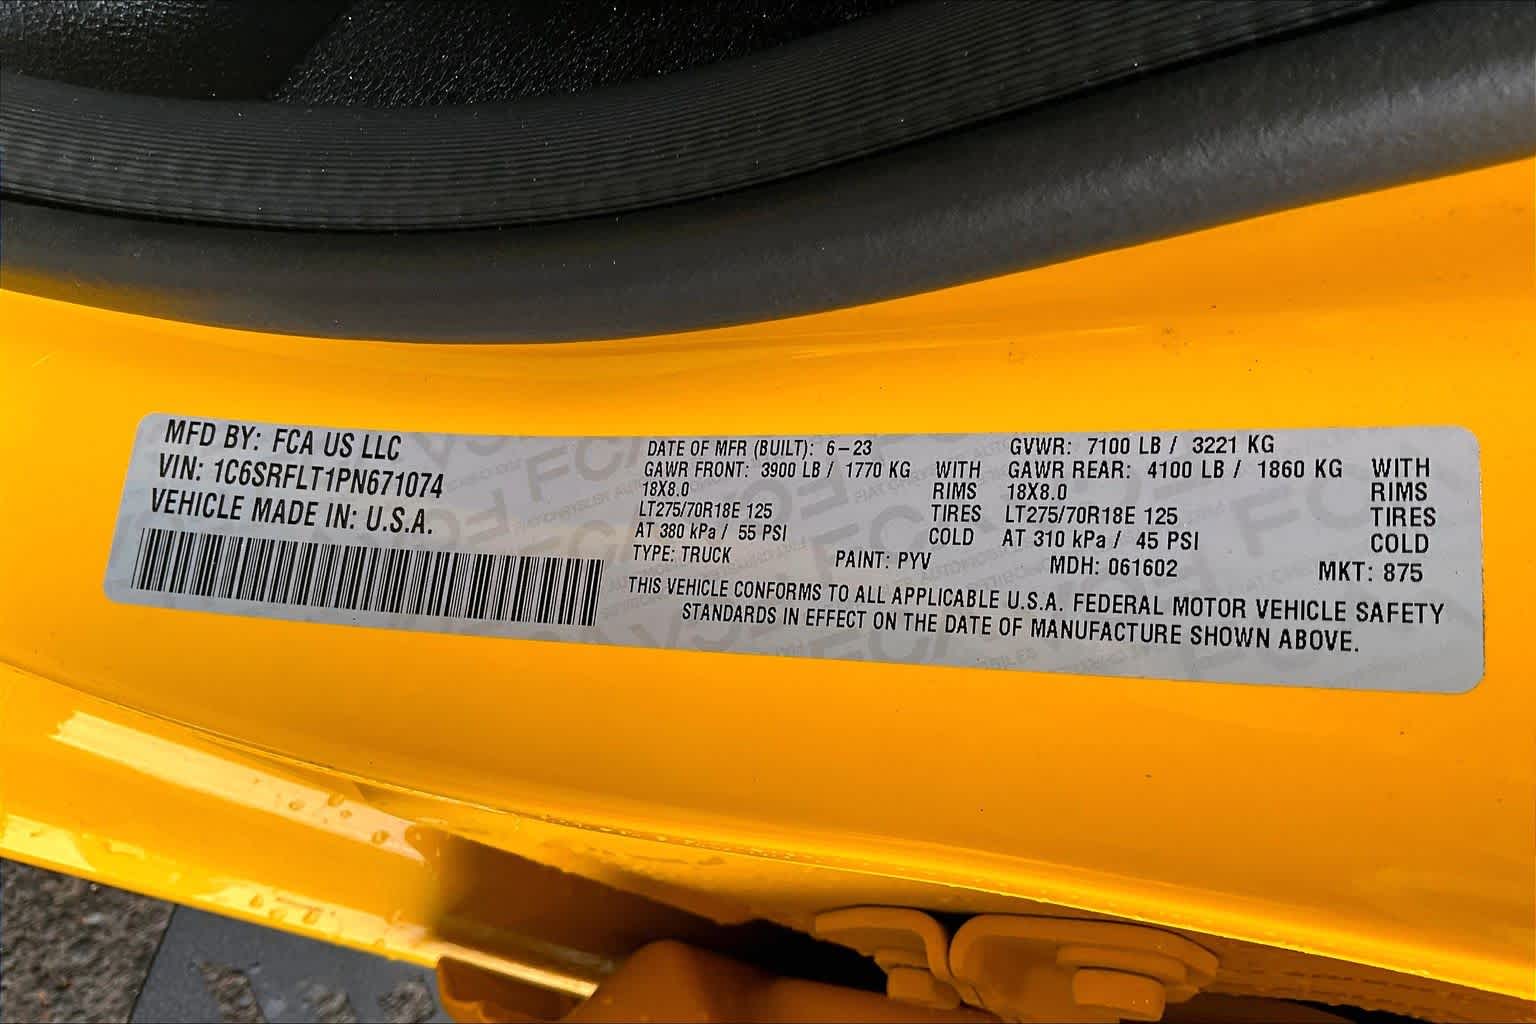 MFD BY: FCA US LLC
VIN: 1C6SRFLT1PN671074
VEHICLE MADE IN: U.S.A.
DATE OF MFR (BUILT): 6-23 GVWR: 7100 LB / 3221 KG
GAWR FRONT: 3900 LB / 1770 KG WITH GAWR REAR: 4100 LB / 1860 KG WITH
18X8.0 RIMS 18X8.0 RIMS
LT275/70R18E 125 TIRES LT275/70R18E 125 TIRES
AT 380 kPa / 55 PSI COLD AT 310 kPa / 45 PSI COLD
TYPE: TRUCK PAINT: PYV MDH: 061602 MKT: 875
THIS VEHICLE CONFORMS TO ALL APPLICABLE U.S.A. FEDERAL MOTOR VEHICLE SAFETY
STANDARDS IN EFFECT ON THE DATE OF MANUFACTURE SHOWN ABOVE.